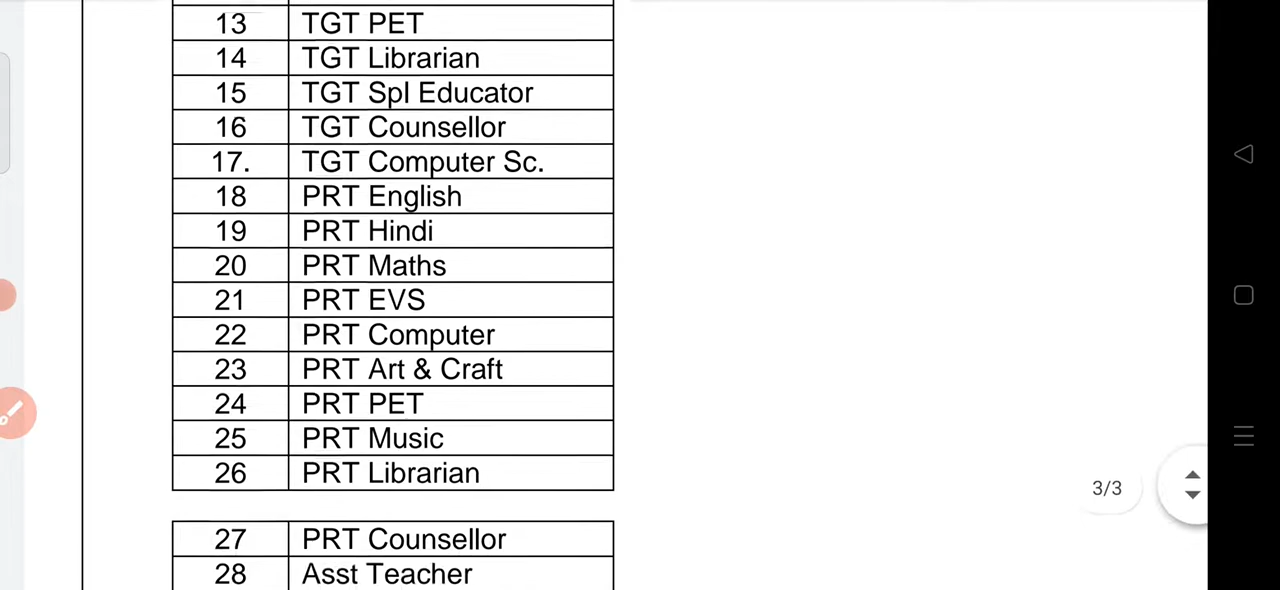 13 TGT PET
14 TGT Librarian
15 TGT Spl Educator
16 TGT Counsellor
17. TGT Computer Sc.
18 PRT English
19 PRT Hindi
20 PRT Maths
21 PRT EVS
22 PRT Computer
23 PRT Art & Craft
24 PRT PET
25 PRT Music
26 PRT Librarian
3/3
27 PRT Counsellor
28 Asst Teacher